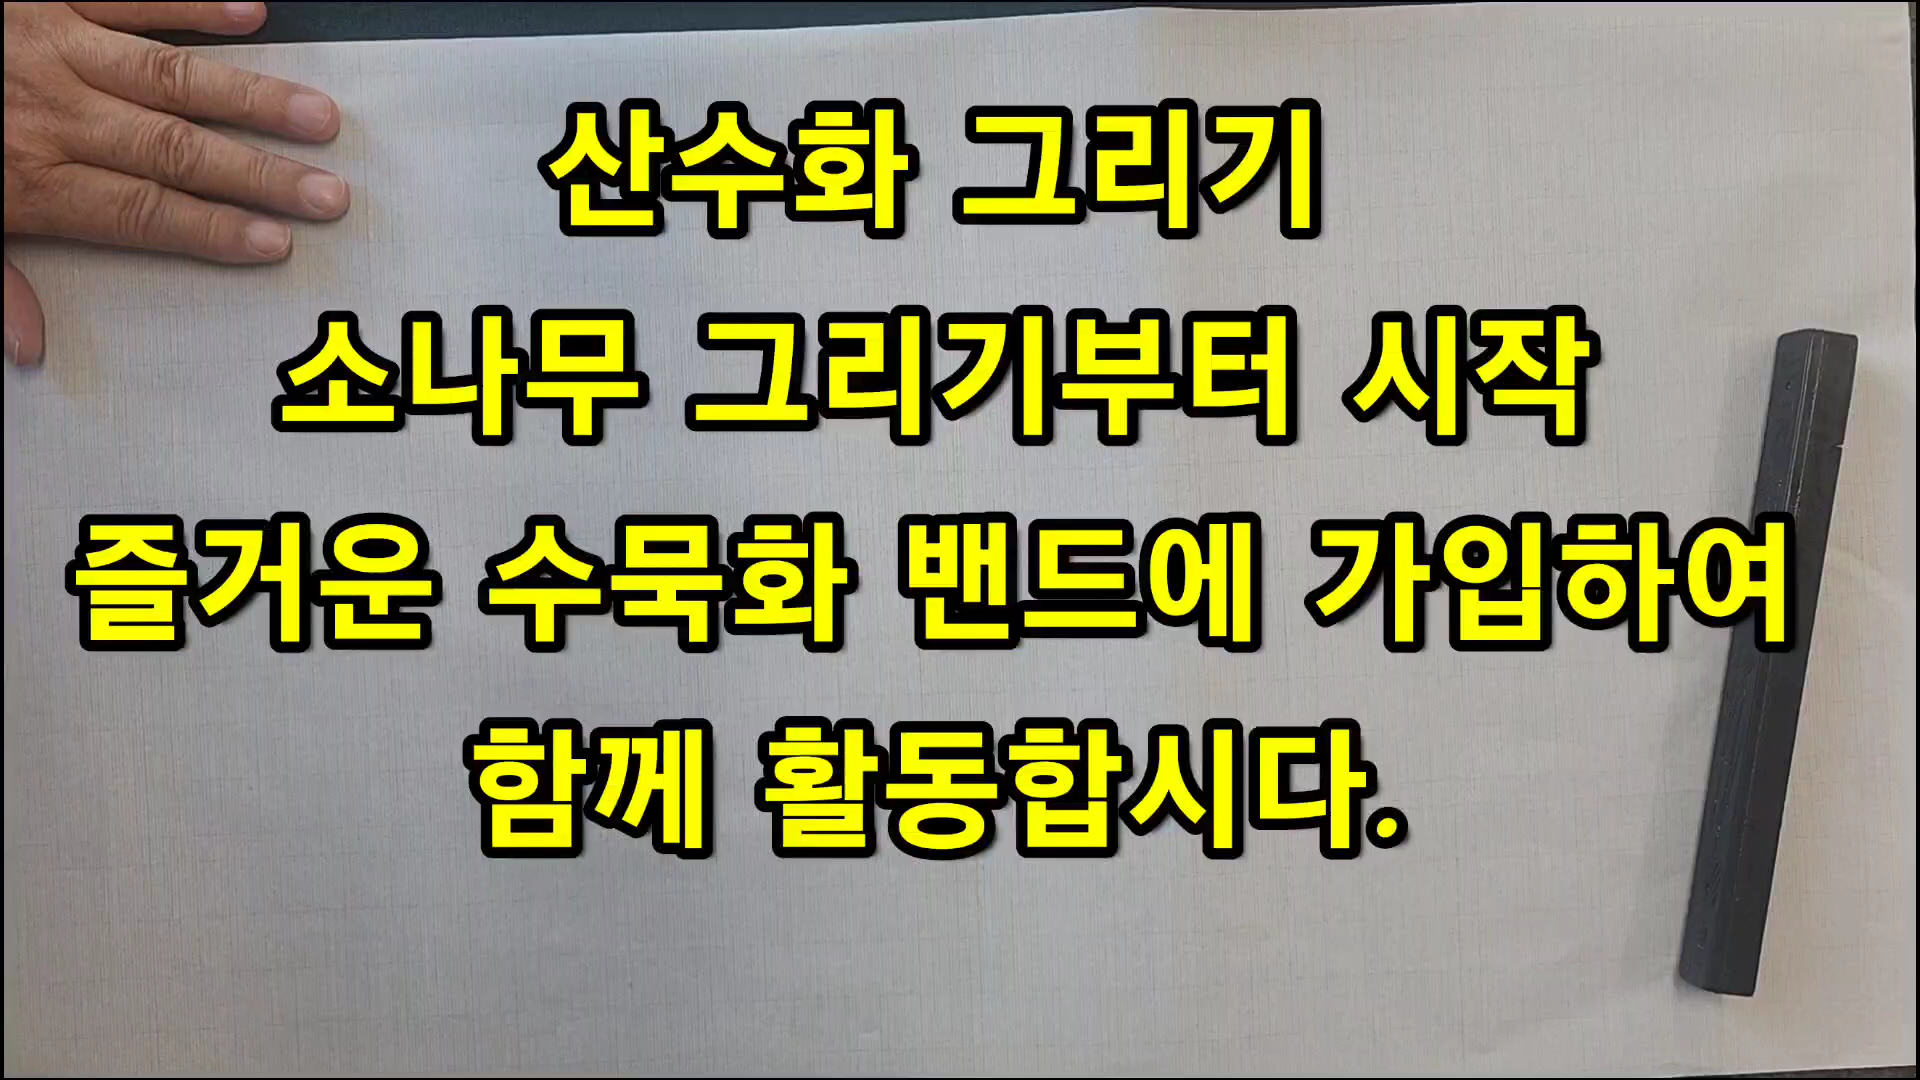 산수화 그리기
소나무 그리기부터 시작
즐거운 수묵화 밴드에 가입하여
함께 활동합시다.